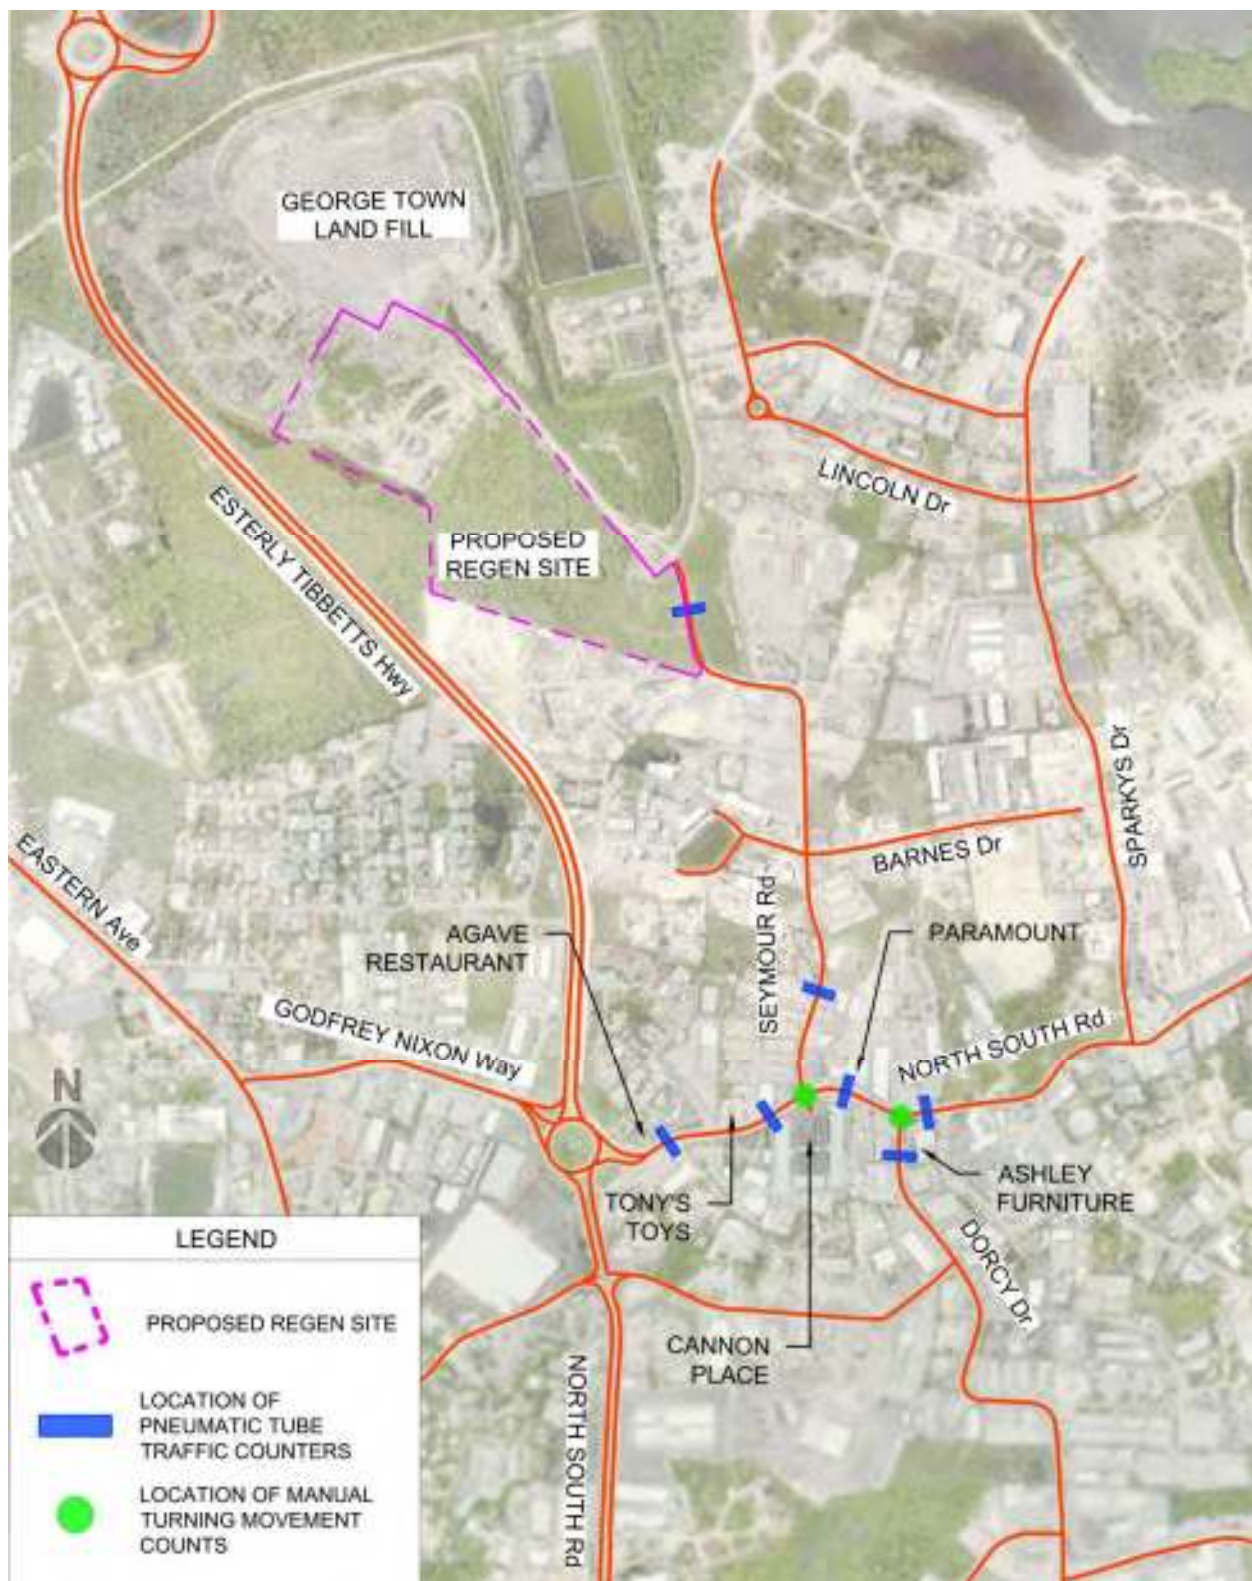 GEORGE TOWN
LAND FILL
LINCOLN Dr
ESTERLY TIBBETTS Hwy
PROPOSED
REGEN SITE
SPARKYS Dr
EASTERN Ave
BARNES Dr
SEYMOUR Rd
AGAVE
RESTAURANT
PARAMOUNT
GODFREY NIXON Way
NORTH SOUTH Rd
N
TONY'S
TOYS
ASHLEY
FURNITURE
DORCY Dr
CANNON
PLACE
NORTH SOUTH Rd
LEGEND
PROPOSED REGEN SITE
LOCATION OF
PNEUMATIC TUBE
TRAFFIC COUNTERS
LOCATION OF MANUAL
TURNING MOVEMENT
COUNTS